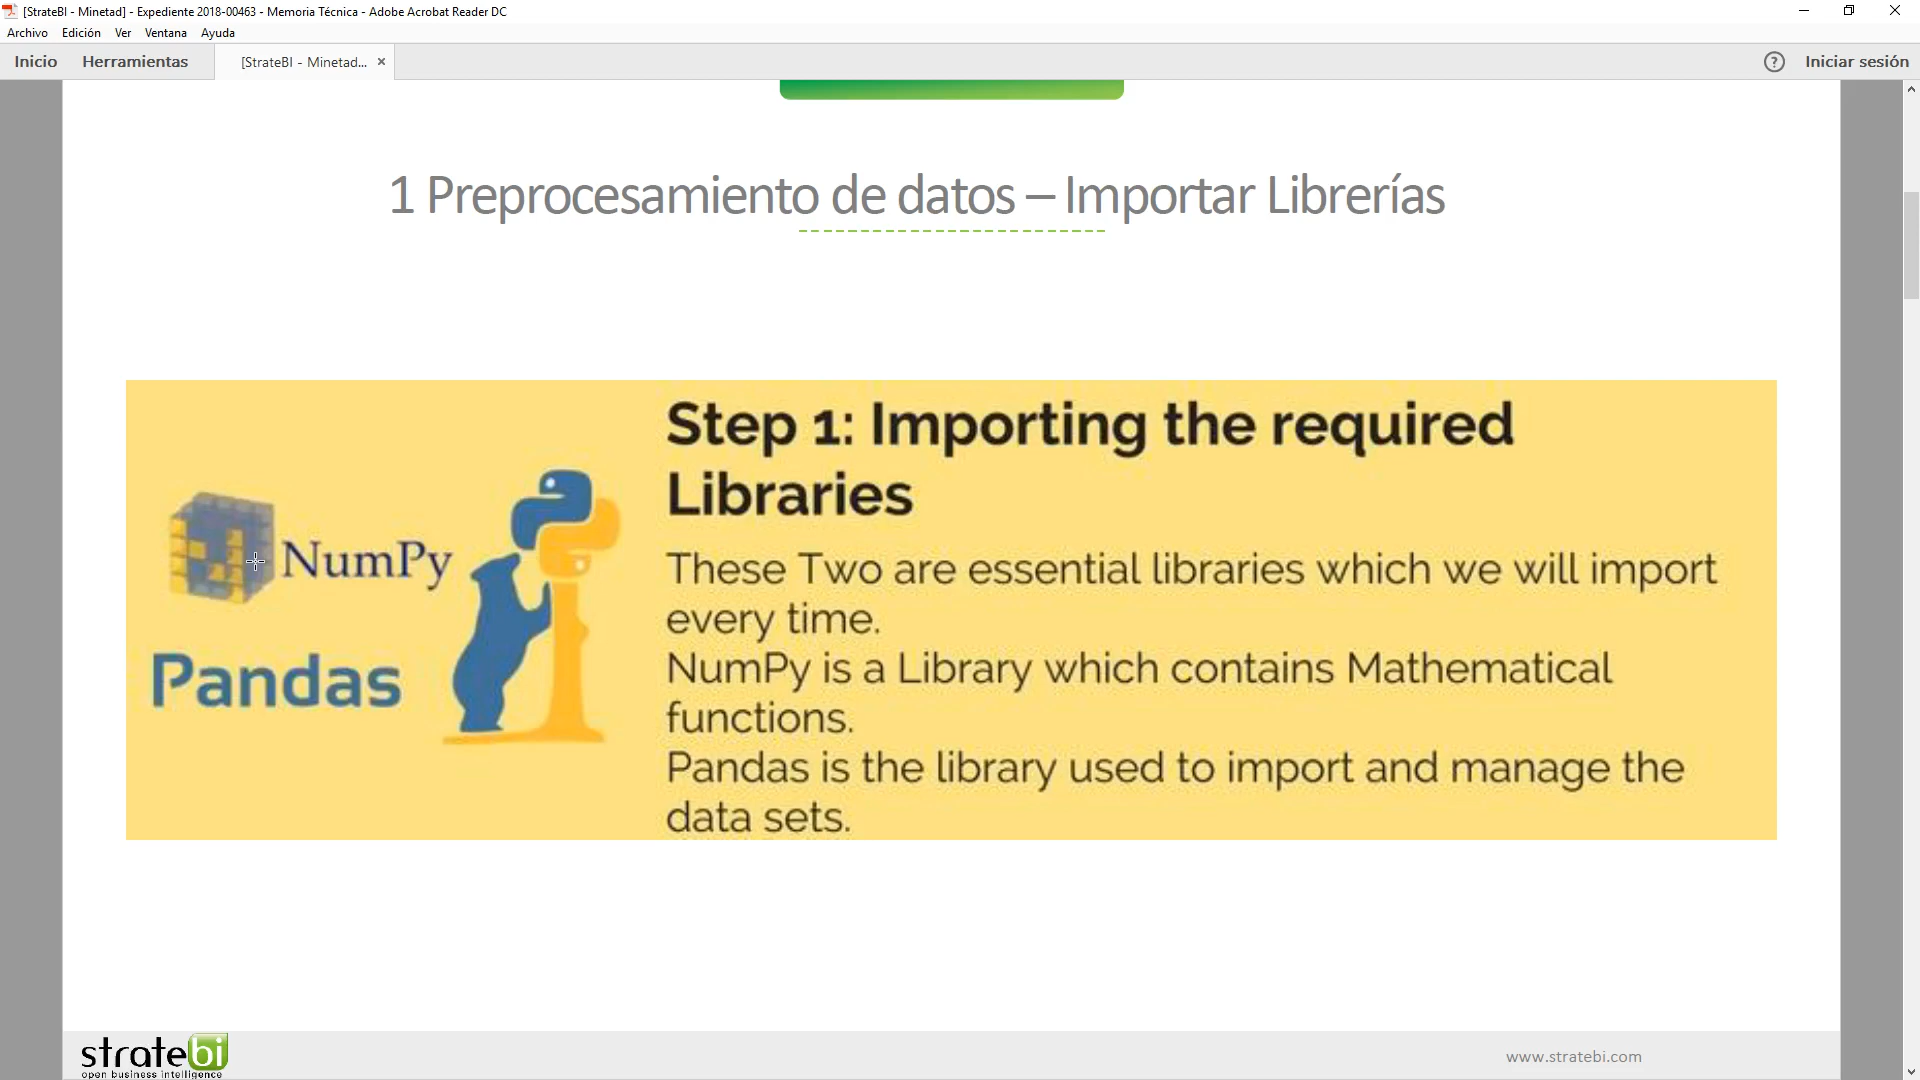 [StrateBI - Minetad] - Expediente 2018-00463 - Memoria Técnica - Adobe Acrobat Reader DC
Archivo Edición Ver Ventana Ayuda
Inicio Herramientas [StrateBI - Minetad... × ? Iniciar sesión
1 Preprocesamiento de datos – Importar Librerías
Step 1: Importing the required
Libraries
NumPy
Pandas
These Two are essential libraries which we will import
every time.
NumPy is a Library which contains Mathematical
functions.
Pandas is the library used to import and manage the
data sets.
stratebi
open business intelligence
www.stratebi.com